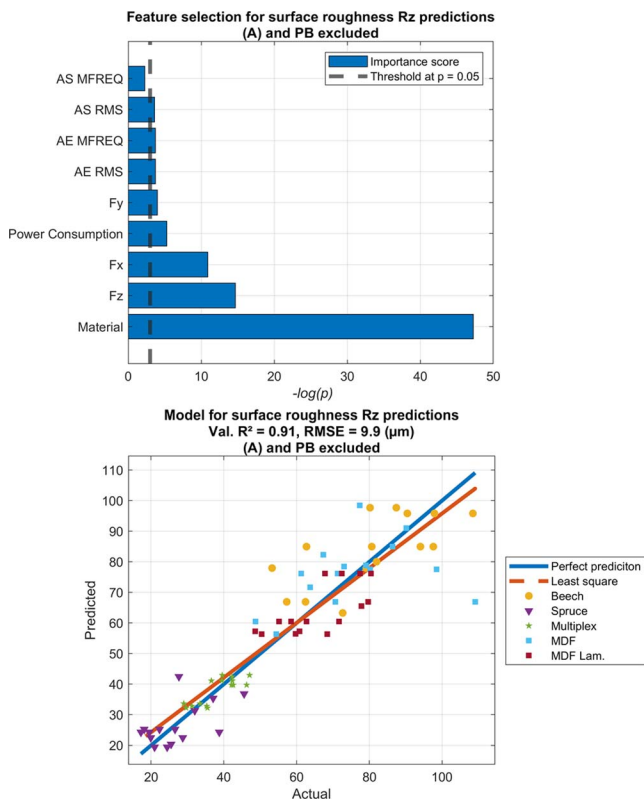 Feature selection for surface roughness Rz predictions
(A) and PB excluded
Importance score
Threshold at p = 0.05
AS MFREQ
AS RMS
AE MFREQ
AE RMS
Fy
Power Consumption
Fx
Fz
Material
0 10 20 30 40 50
-log(p)
Model for surface roughness Rz predictions
Val. R² = 0.91, RMSE = 9.9 (µm)
(A) and PB excluded
110
100
90
80
70
60
50
40
30
20
Predicted
20 40 60 80 100
Actual
Perfect prediciton
Least square
Beech
Spruce
Multiplex
MDF
MDF Lam.